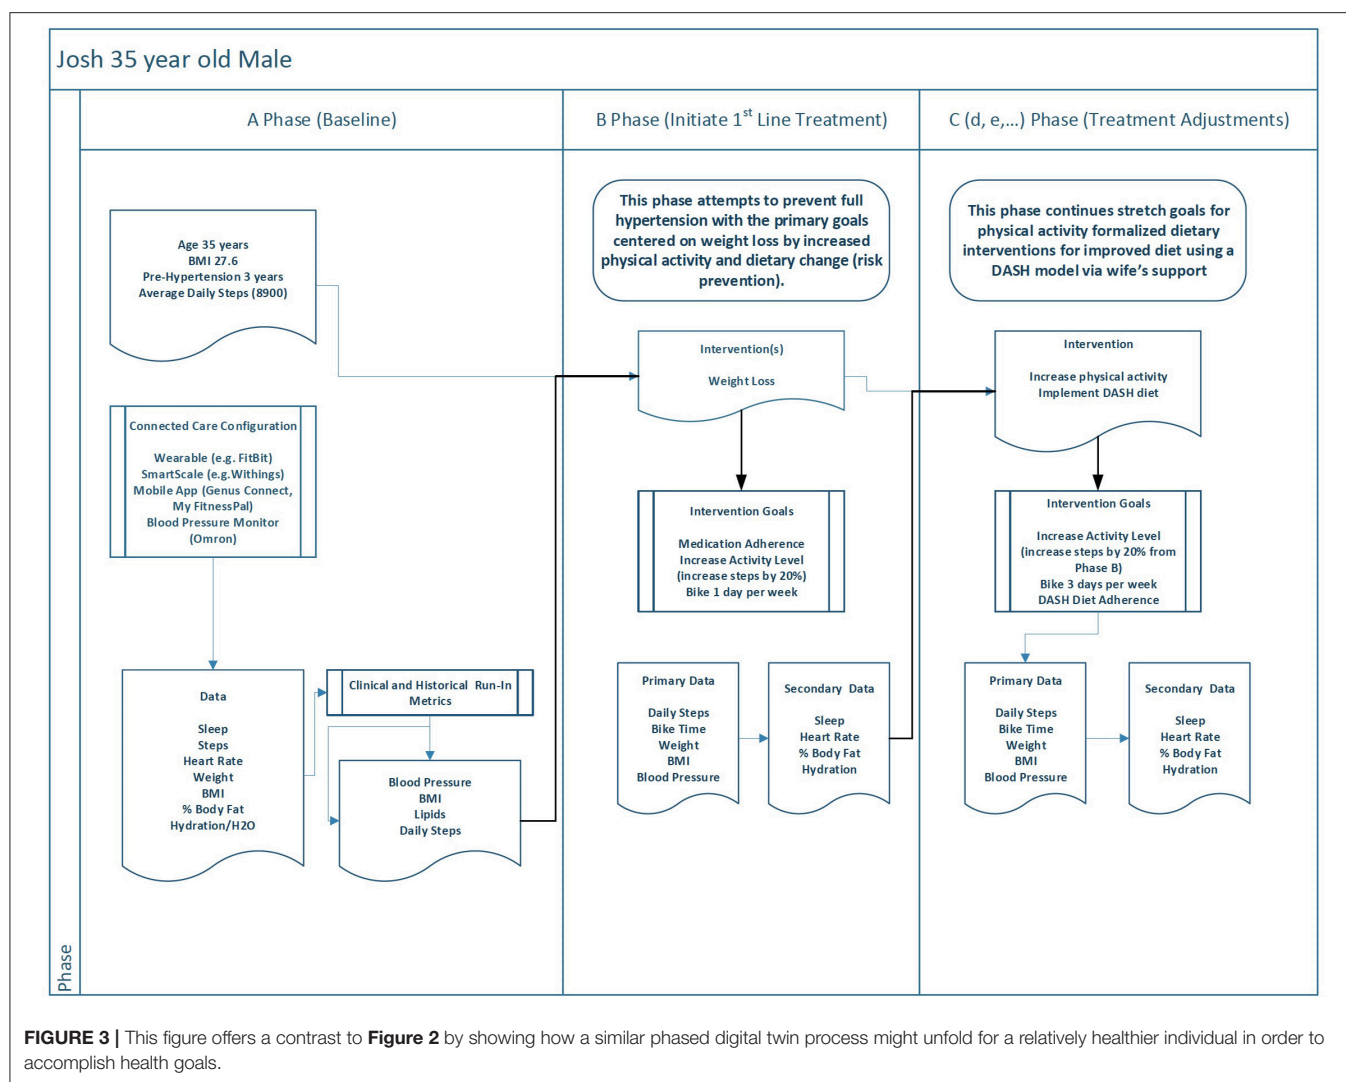 Josh 35 year old Male
Phase
A Phase (Baseline)
Age 35 years
BMI 27.6
Pre-Hypertension 3 years
Average Daily Steps (8900)
Connected Care Configuration
Wearable (e.g. FitBit)
SmartScale (e.g.Withings)
Mobile App (Genus Connect,
My FitnessPal)
Blood Pressure Monitor
(Omron)
Data
Sleep
Steps
Heart Rate
Weight
BMI
% Body Fat
Hydration/H2O
Clinical and Historical Run-In
Metrics
Blood Pressure
BMI
Lipids
Daily Steps
B Phase (Initiate 1st Line Treatment)
This phase attempts to prevent full
hypertension with the primary goals
centered on weight loss by increased
physical activity and dietary change (risk
prevention).
Intervention(s)
Weight Loss
Intervention Goals
Medication Adherence
Increase Activity Level
(increase steps by 20%)
Bike 1 day per week
Primary Data
Daily Steps
Bike Time
Weight
BMI
Blood Pressure
Secondary Data
Sleep
Heart Rate
% Body Fat
Hydration
C (d, e,...) Phase (Treatment Adjustments)
This phase continues stretch goals for
physical activity formalized dietary
interventions for improved diet using a
DASH model via wife's support
Intervention
Increase physical activity
Implement DASH diet
Intervention Goals
Increase Activity Level
(increase steps by 20% from
Phase B)
Bike 3 days per week
DASH Diet Adherence
Primary Data
Daily Steps
Bike Time
Weight
BMI
Blood Pressure
Secondary Data
Sleep
Heart Rate
% Body Fat
Hydration
FIGURE 3 | This figure offers a contrast to Figure 2 by showing how a similar phased digital twin process might unfold for a relatively healthier individual in order to
accomplish health goals.